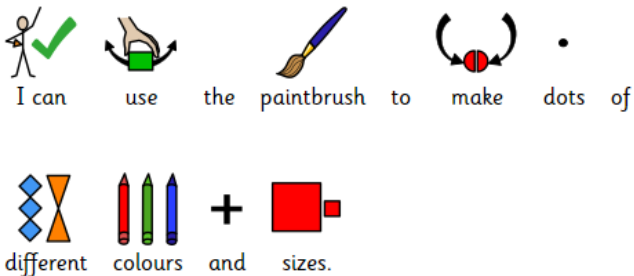 I can use the paintbrush to make dots of
different colours and sizes.